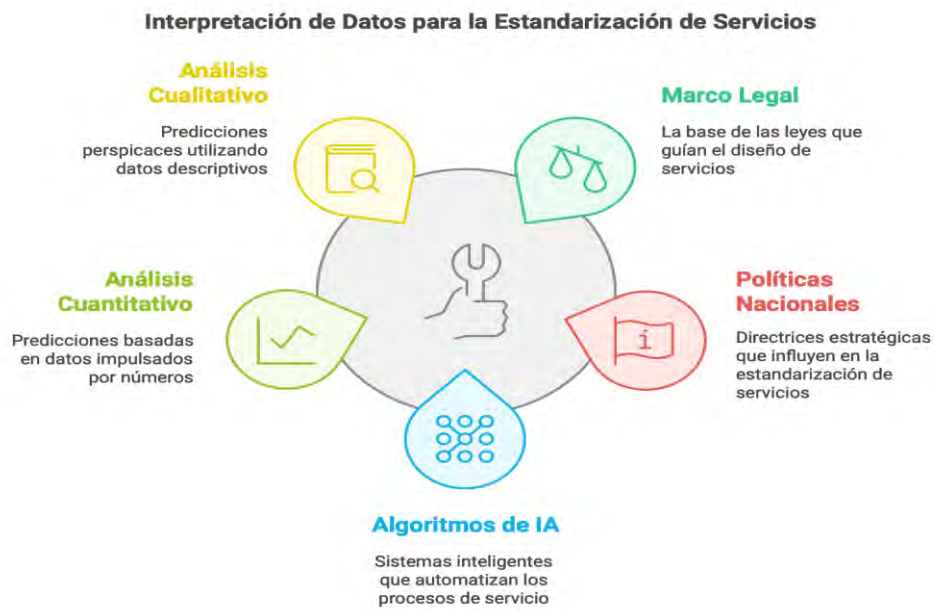 Interpretación de Datos para la Estandarización de Servicios
Análisis
Cualitativo
Predicciones
perspicaces utilizando
datos descriptivos
Marco Legal
La base de las leyes que
guían el diseño de
servicios
Análisis
Cuantitativo
Predicciones basadas
en datos impulsados
por números
Políticas
Nacionales
Directrices estratégicas
que influyen en la
estandarización de
servicios
i
Algoritmos de IA
Sistemas inteligentes
que automatizan los
procesos de servicio